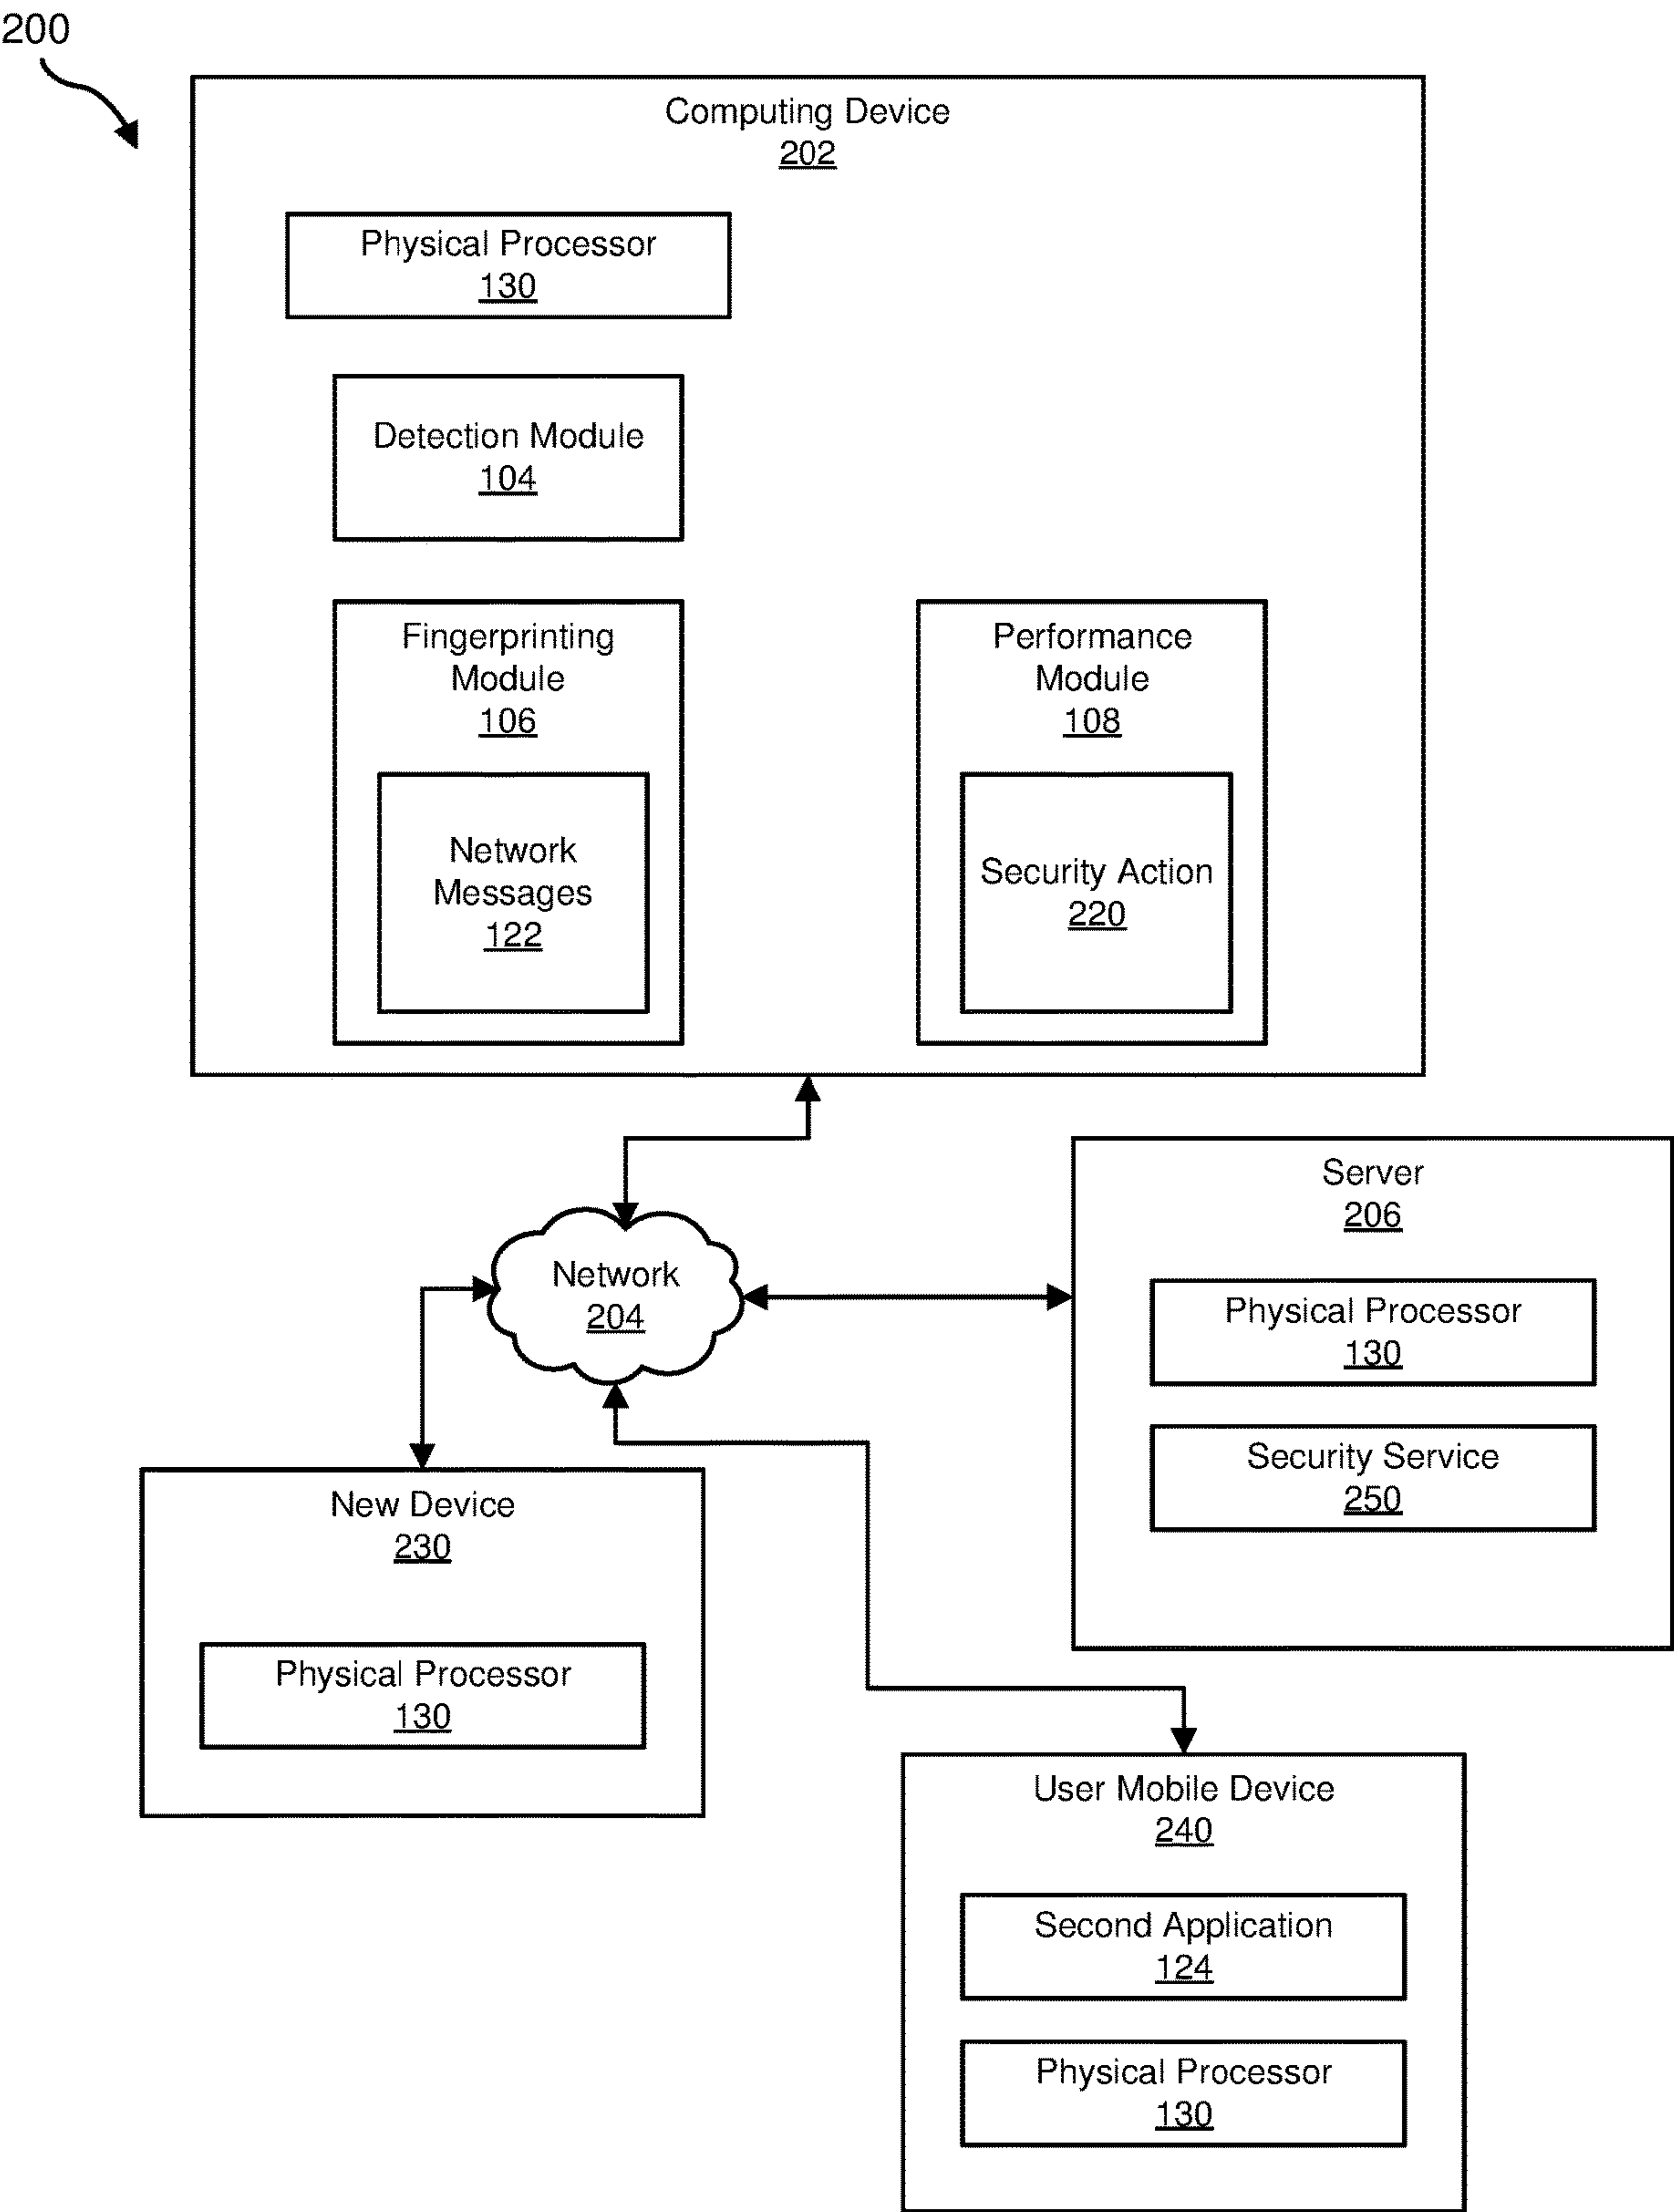 200
Computing Device
202
Physical Processor
130
Detection Module
104
Fingerprinting
Module
106
Network
Messages
122
Performance
Module
108
Security Action
220
Network
204
Server
206
Physical Processor
130
Security Service
250
New Device
230
Physical Processor
130
User Mobile Device
240
Second Application
124
Physical Processor
130